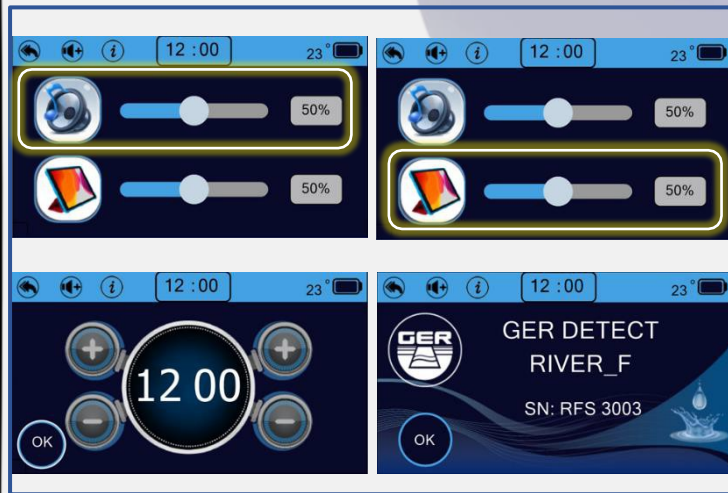 12 :00
23°
50%
50%
12 :00
23°
50%
50%
12 :00
23°
12 00
OK
12 :00
23°
GER
GER DETECT
RIVER_F
SN: RFS 3003
OK